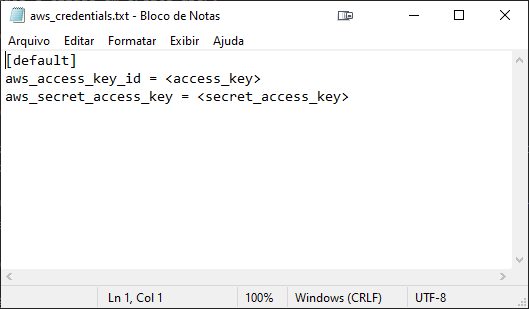 aws_credentials.txt - Bloco de Notas
Arquivo Editar Formatar Exibir Ajuda
[default]
aws_access_key_id = <access_key>
aws_secret_access_key = <secret_access_key>
Ln 1, Col 1 100% Windows (CRLF) UTF-8